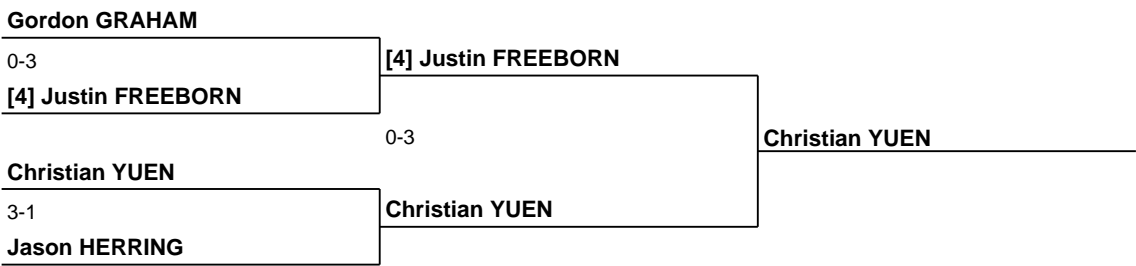 Gordon GRAHAM
0-3
[4] Justin FREEBORN
[4] Justin FREEBORN
0-3
Christian YUEN
Christian YUEN
3-1
Christian YUEN
Jason HERRING